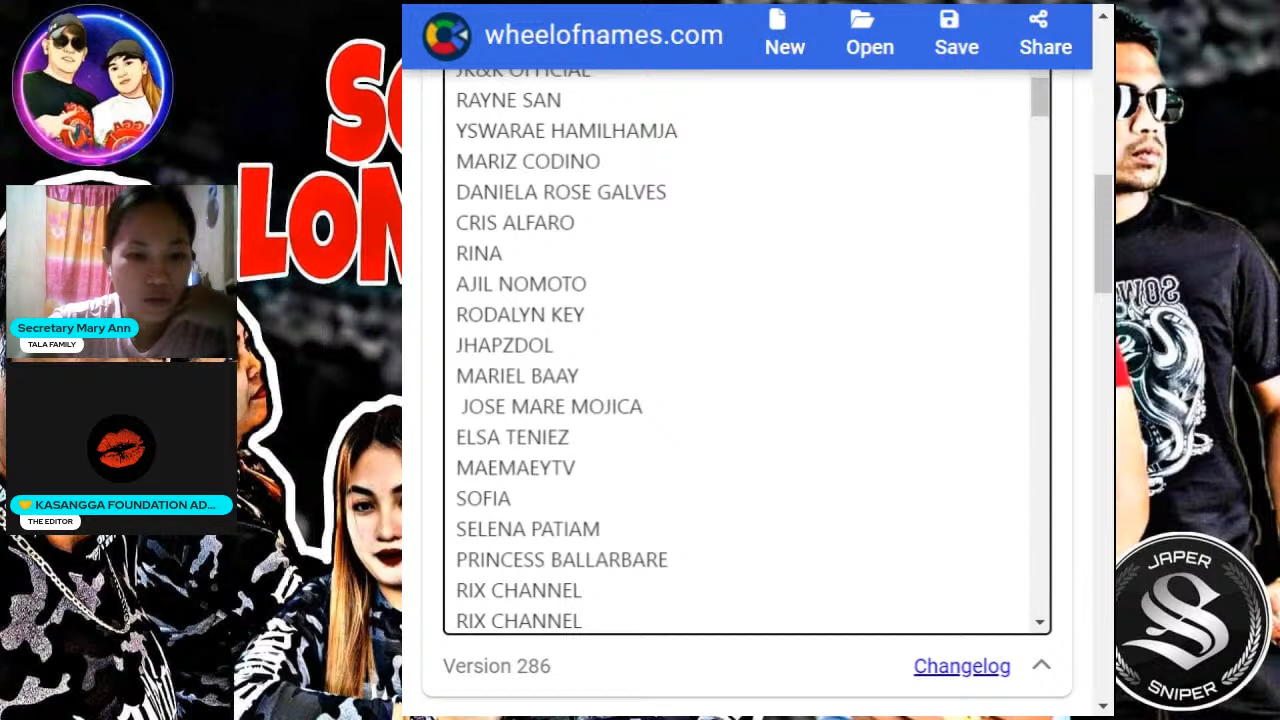 wheelofnames.com
New
Open
Save
Share
JK&K OFFICIAL
RAYNE SAN
YSWARAE HAMILHAMJA
MARIZ CODINO
DANIELA ROSE GALVES
CRIS ALFARO
RINA
AJIL NOMOTO
RODALYN KEY
JHAPZDOL
MARIEL BAAY
JOSE MARE MOJICA
ELSA TENIEZ
MAEMAEYTV
SOFIA
SELENA PATIAM
PRINCESS BALLARBARE
RIX CHANNEL
RIX CHANNEL
Version 286
Changelog
Secretary Mary Ann
TALA FAMILY
KASANGGA FOUNDATION AD...
THE EDITOR
JAPER
S
SNIPER